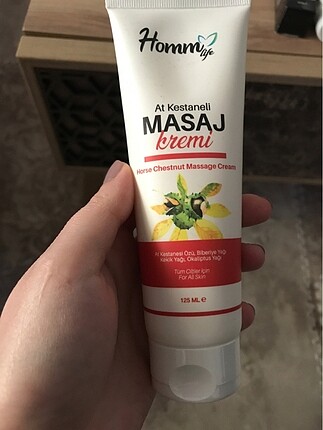 Homm life
At Kestaneli
MASAJ
kremi
Horse Chestnut Massage Cream
At Kestanesi Özü, Biberiye Yağı
Kekik Yağı, Okaliptus Yağı
Tüm Ciltler İçin
For All Skin
125 ML e